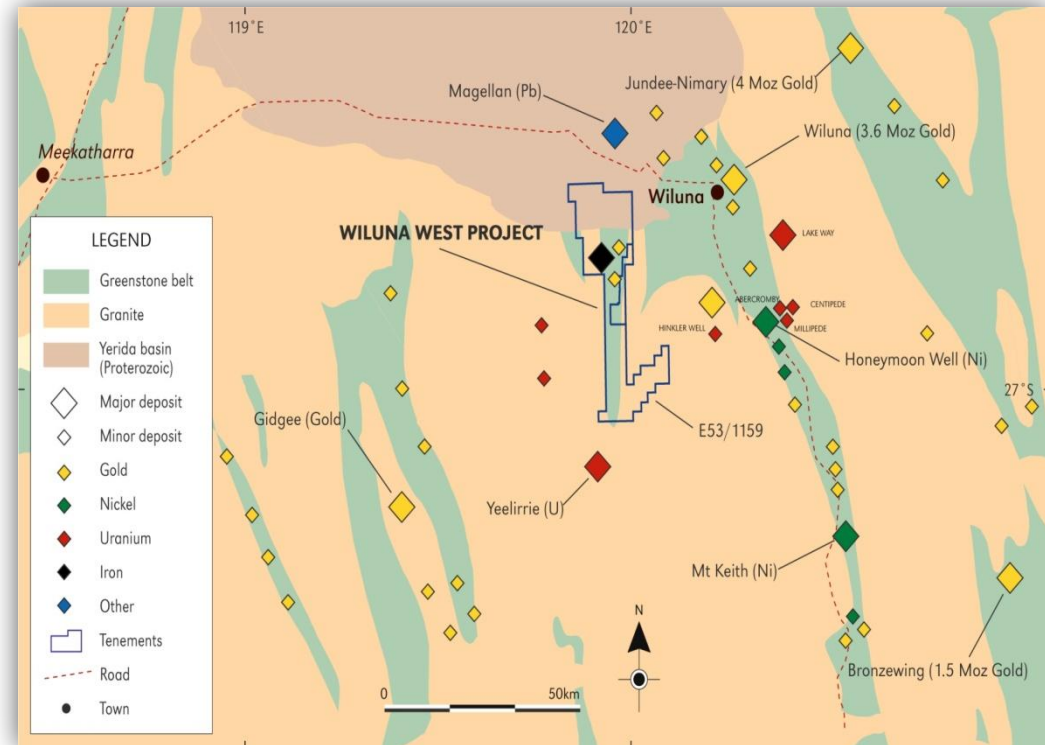 119°E
120°E
Jundee-Nimary (4 Moz Gold)
Magellan (Pb)
Wiluna (3.6 Moz Gold)
Meekatharra
Wiluna
WILUNA WEST PROJECT
LAKE WAY
ABERCROMBY
CENTIPEDE
HINKLER WELL
MILLIPEDE
Honeymoon Well (Ni)
27°S
Gidgee (Gold)
E53/1159
Yeelirrie (U)
Mt Keith (Ni)
Bronzewing (1.5 Moz Gold)
LEGEND
Greenstone belt
Granite
Yerida basin
(Proterozoic)
Major deposit
Minor deposit
Gold
Nickel
Uranium
Iron
Other
Tenements
Road
Town
N
0
50km